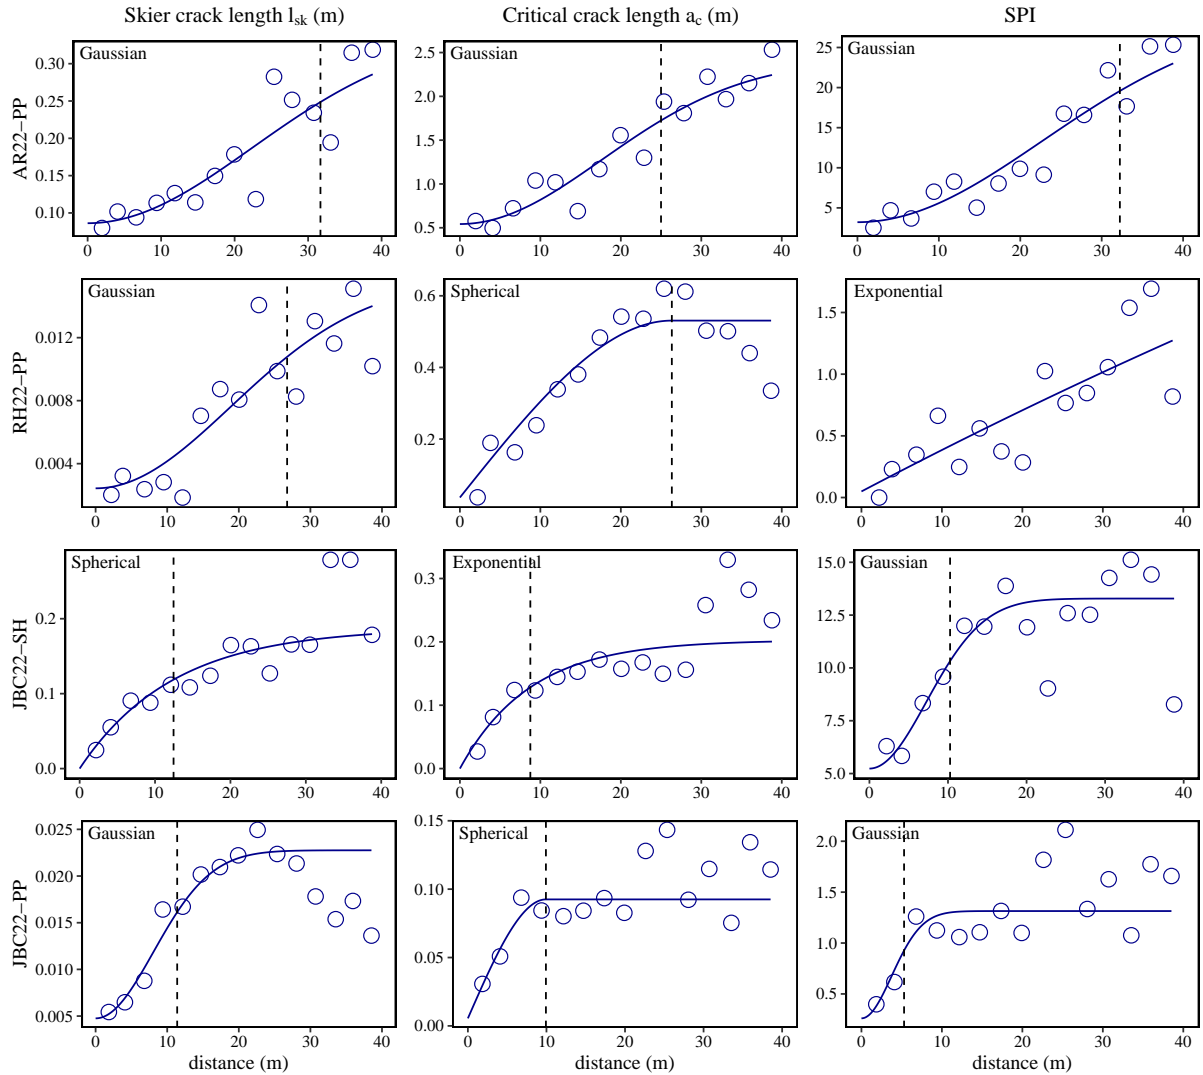 Skier crack length lsk (m)
Critical crack length ac (m)
SPI
AR22−PP
Gaussian
0.30
0.25
0.20
0.15
0.10
0 10 20 30 40
Gaussian
2.5
2.0
1.5
1.0
0.5
0 10 20 30 40
Gaussian
25
20
15
10
5
0 10 20 30 40
RH22−PP
Gaussian
0.012
0.008
0.004
0 10 20 30 40
Spherical
0.6
0.4
0.2
0 10 20 30 40
Exponential
1.5
1.0
0.5
0.0
0 10 20 30 40
JBC22−SH
Spherical
0.2
0.1
0.0
0 10 20 30 40
Exponential
0.3
0.2
0.1
0.0
0 10 20 30 40
Gaussian
15.0
12.5
10.0
7.5
5.0
0 10 20 30 40
JBC22−PP
Gaussian
0.025
0.020
0.015
0.010
0.005
0 10 20 30 40
distance (m)
Spherical
0.15
0.10
0.05
0.00
0 10 20 30 40
distance (m)
Gaussian
2.0
1.5
1.0
0.5
0 10 20 30 40
distance (m)